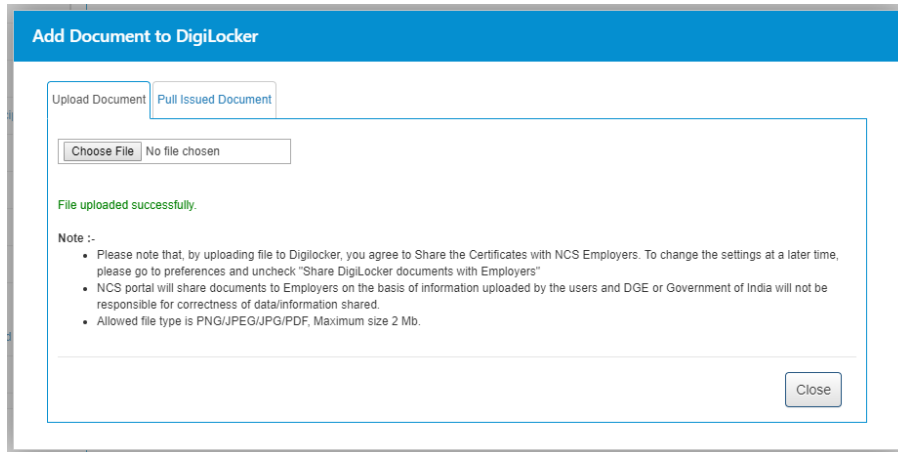 Add Document to DigiLocker
Upload Document Pull Issued Document
Choose File No file chosen
File uploaded successfully.
Note :-
Please note that, by uploading file to Digilocker, you agree to Share the Certificates with NCS Employers. To change the settings at a later time,
please go to preferences and uncheck "Share DigiLocker documents with Employers"
NCS portal will share documents to Employers on the basis of information uploaded by the users and DGE or Government of India will not be
responsible for correctness of data/information shared.
Allowed file type is PNG/JPEG/JPG/PDF, Maximum size 2 Mb.
Close